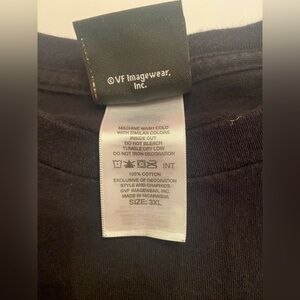 © VF Imagewear,
Inc.
MACHINE WASH COLD
WITH SIMILAR COLORS
INSIDE OUT
DO NOT BLEACH
TUMBLE DRY LOW
DO NOT IRON DECORATION
INT
100% COTTON
EXCLUSIVE OF DECORATION
STYLE AND GRAPHICS
©VF IMAGEWEAR, INC.
MADE IN NICARAGUA
SIZE: 3XL